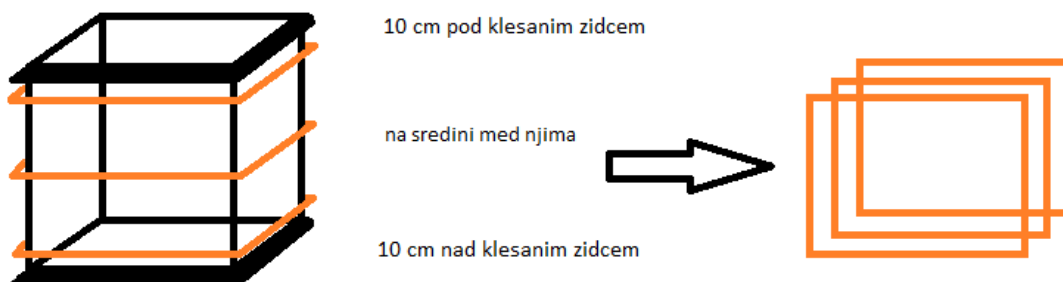 10 cm pod klesanim zidcem
na sredini med njima
10 cm nad klesanim zidcem